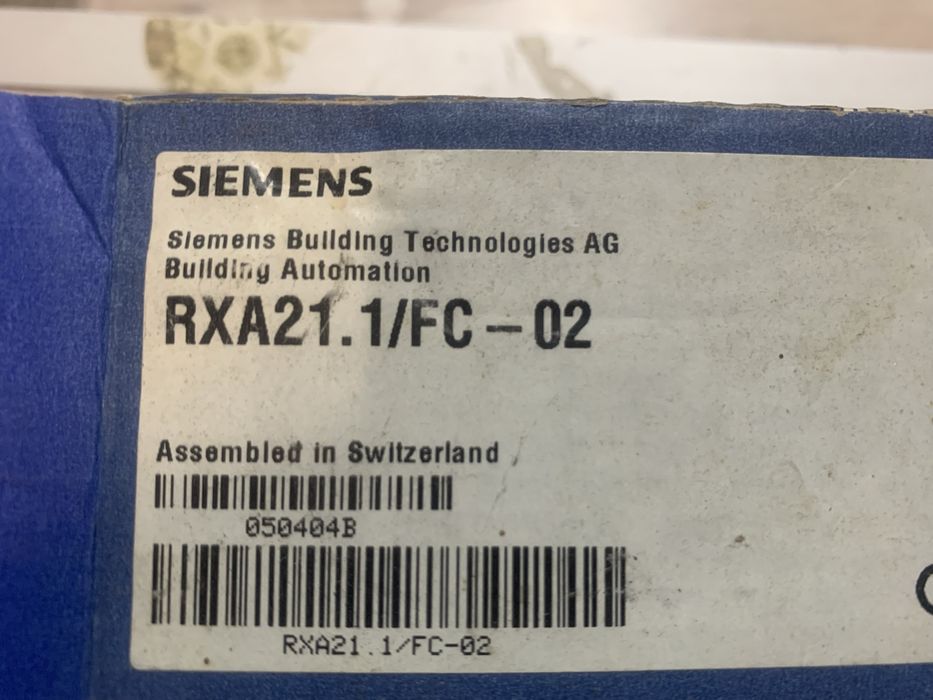 SIEMENS
Siemens Building Technologies AG
Building Automation
RXA21.1/FC-02
Assembled in Switzerland
050404B
RXA21.1/FC-02